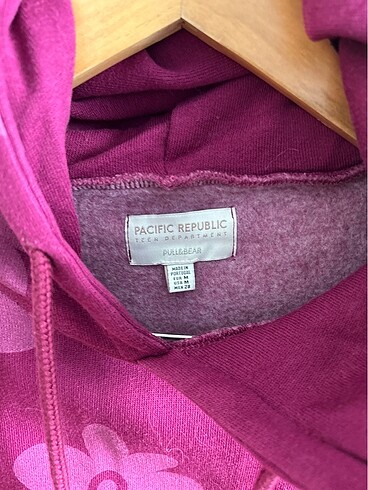 PACIFIC REPUBLIC
TEEN DEPARTMENT
PULL&BEAR
MADE IN
PORTUGAL
EUR M
USA M
MEX 28